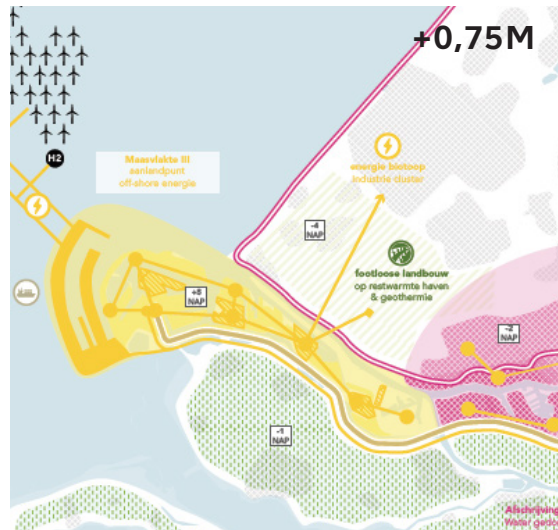 +0,75M
H2
Maasvlakte III
aanlandpunt
off-shore energie
energie biotoop
industrie cluster
-4
NAP
footloose landbouw
op restwarmte haven
& geothermie
+5
NAP
-2
NAP
-1
NAP
Afschrijving